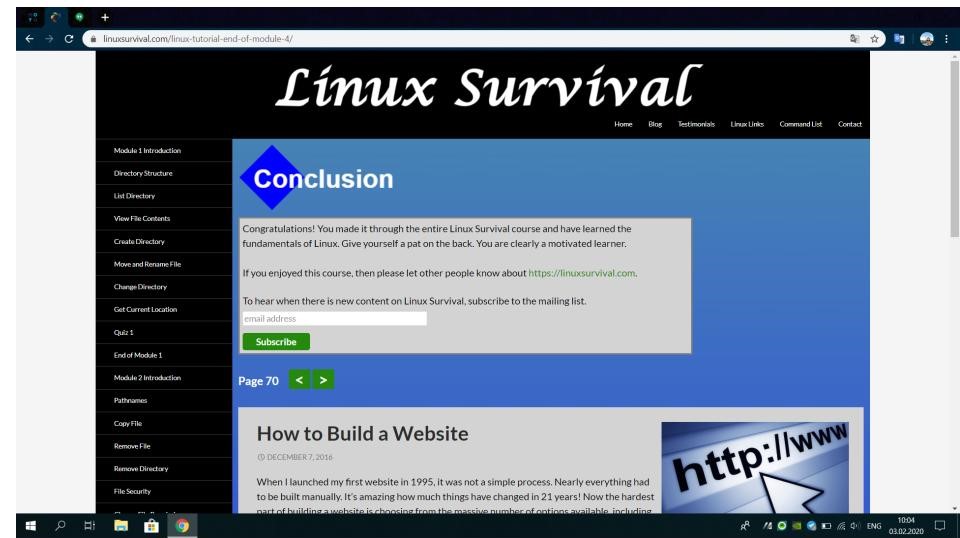 linuxsurvival.com/linux-tutorial-end-of-module-4/
Linux Survival
Home Blog Testimonials Linux Links Command List Contact
Module 1 Introduction
Directory Structure
List Directory
View File Contents
Create Directory
Move and Rename File
Change Directory
Get Current Location
Quiz 1
End of Module 1
Module 2 Introduction
Pathnames
Copy File
Remove File
Remove Directory
File Security
Conclusion
Congratulations! You made it through the entire Linux Survival course and have learned the
fundamentals of Linux. Give yourself a pat on the back. You are clearly a motivated learner.
If you enjoyed this course, then please let other people know about https://linuxsurvival.com.
To hear when there is new content on Linux Survival, subscribe to the mailing list.
email address
Subscribe
Page 70 < >
How to Build a Website
DECEMBER 7, 2016
When I launched my first website in 1995, it was not a simple process. Nearly everything had
to be built manually. It's amazing how much things have changed in 21 years! Now the hardest
part of building a website is choosing from the massive number of options available, including
http://www
ENG
10:04
03.02.2020